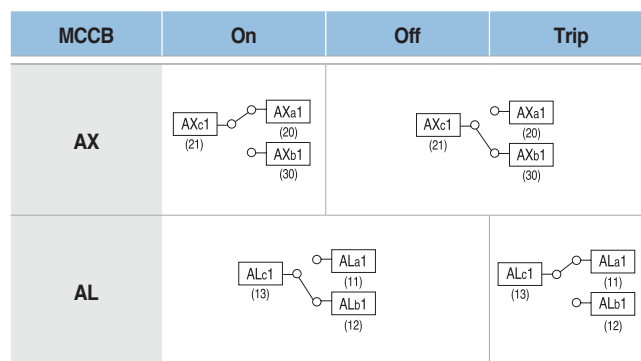 MCCB On Off Trip
AX
AXc1
(21)
AXa1
(20)
AXb1
(30)
AXc1
(21)
AXa1
(20)
AXb1
(30)
AL
ALc1
(13)
ALa1
(11)
ALb1
(12)
ALc1
(13)
ALa1
(11)
ALb1
(12)